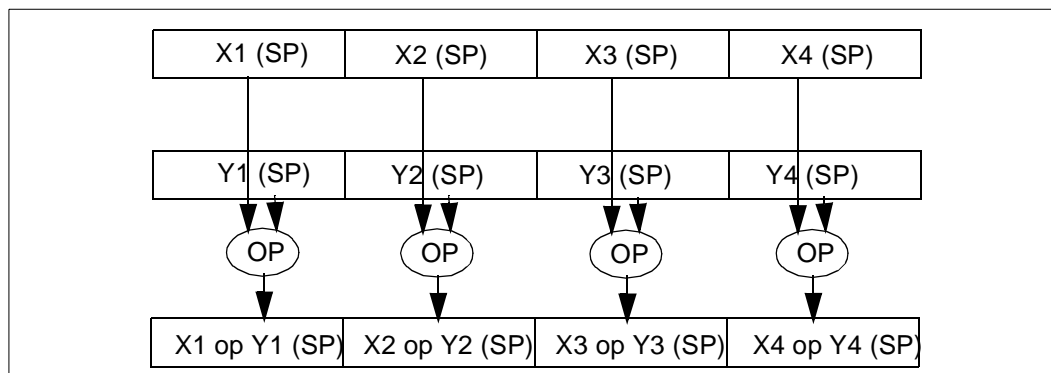 X1 (SP) X2 (SP) X3 (SP) X4 (SP)
Y1 (SP) Y2 (SP) Y3 (SP) Y4 (SP)
OP OP OP OP
X1 op Y1 (SP) X2 op Y2 (SP) X3 op Y3 (SP) X4 op Y4 (SP)